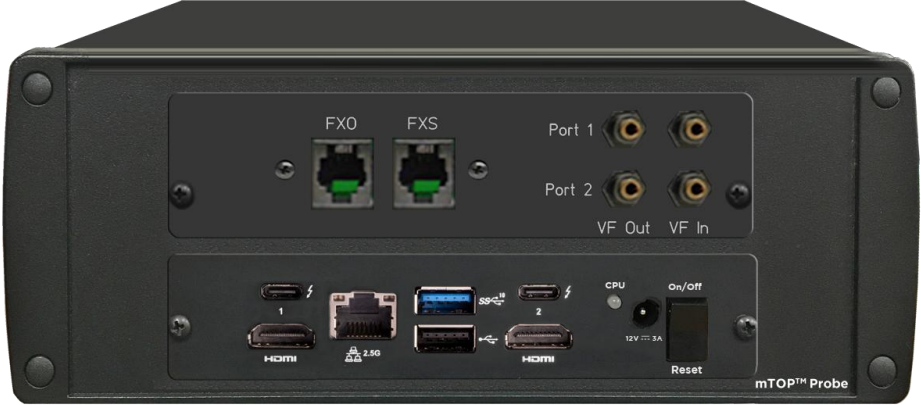 FXO FXS
Port 1
Port 2
VF Out VF In
CPU On/Off
SS 10
1 2
12V 3A
HDMI 2.5G HDMI
Reset
mTOP™ Probe